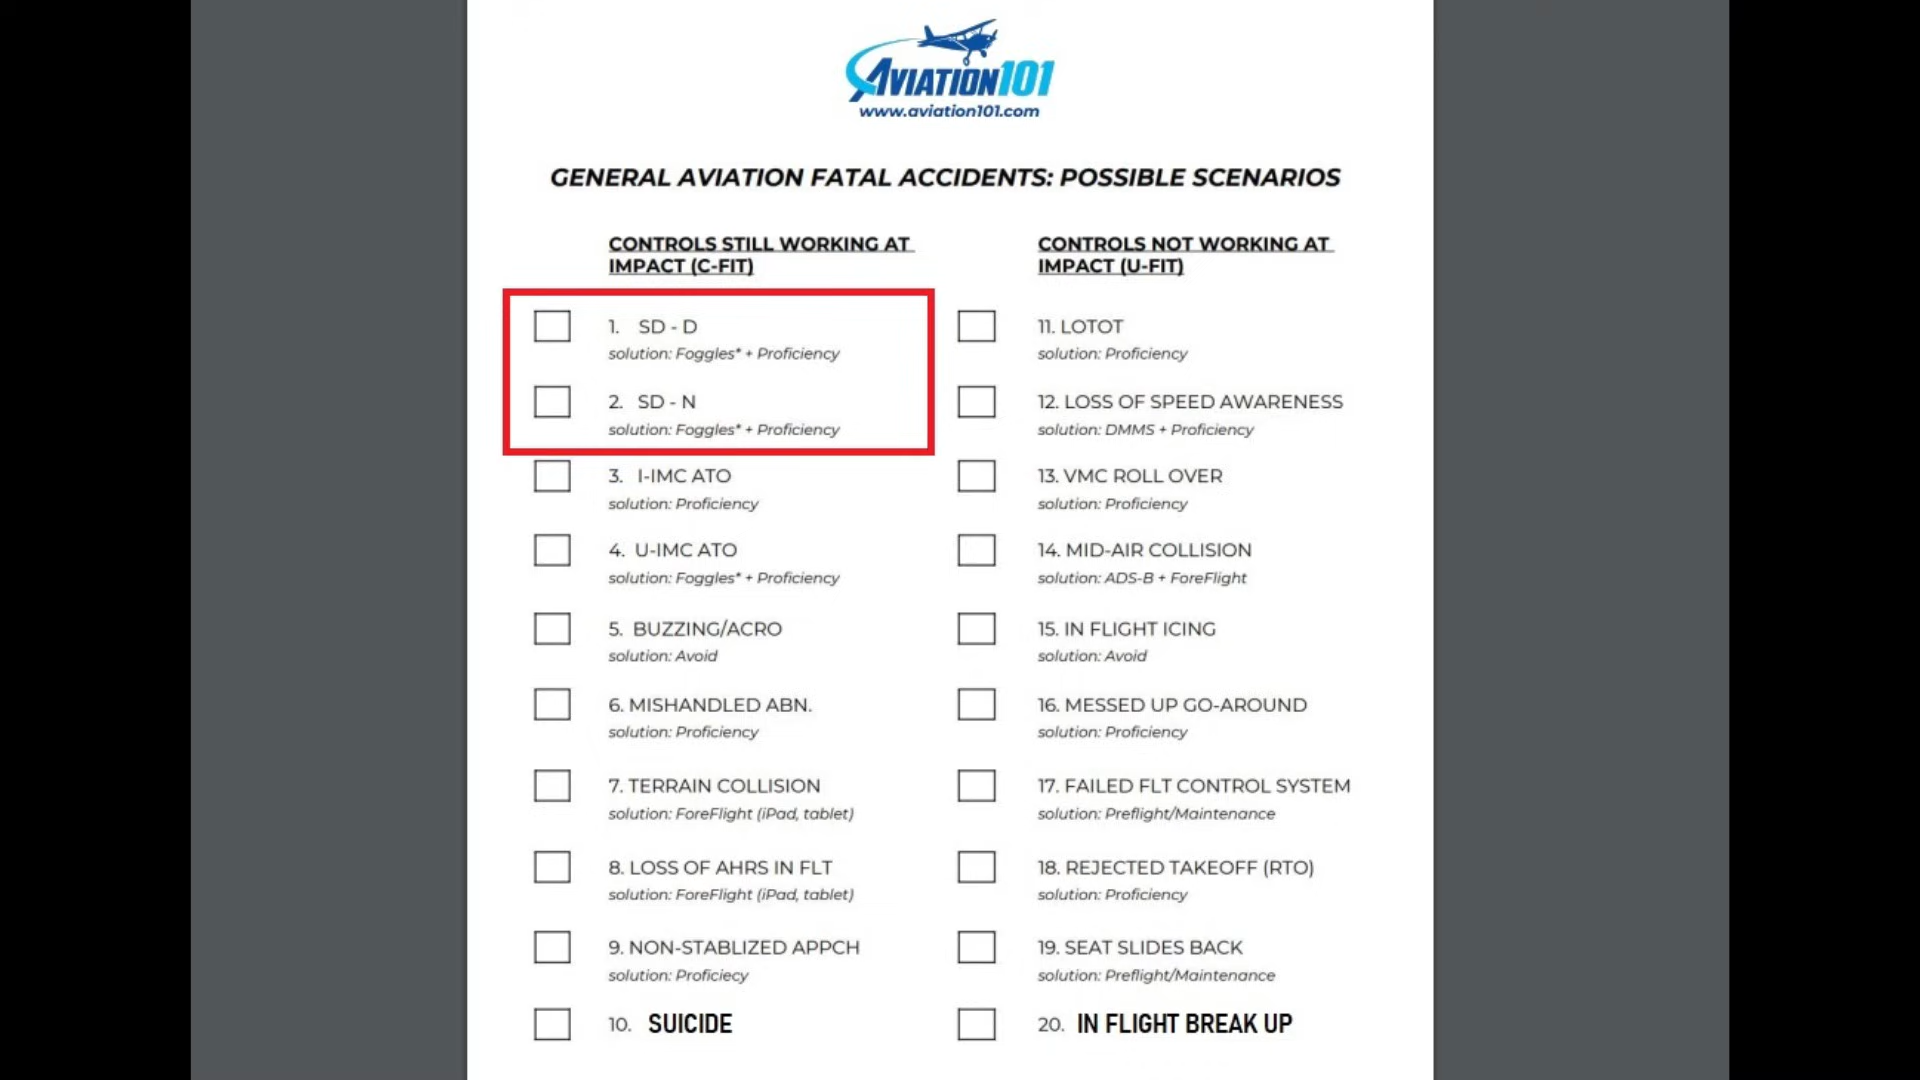 AVIATION101
www.aviation101.com
GENERAL AVIATION FATAL ACCIDENTS: POSSIBLE SCENARIOS
CONTROLS STILL WORKING AT
IMPACT (C-FIT)
1. SD - D
solution: Foggles* + Proficiency
2. SD - N
solution: Foggles* + Proficiency
3. I-IMC ATO
solution: Proficiency
4. U-IMC ATO
solution: Foggles* + Proficiency
5. BUZZING/ACRO
solution: Avoid
6. MISHANDLED ABN.
solution: Proficiency
7. TERRAIN COLLISION
solution: ForeFlight (iPad, tablet)
8. LOSS OF AHRS IN FLT
solution: ForeFlight (iPad, tablet)
9. NON-STABLIZED APPCH
solution: Proficiecy
10. SUICIDE
CONTROLS NOT WORKING AT
IMPACT (U-FIT)
11. LOTOT
solution: Proficiency
12. LOSS OF SPEED AWARENESS
solution: DMMS + Proficiency
13. VMC ROLL OVER
solution: Proficiency
14. MID-AIR COLLISION
solution: ADS-B + ForeFlight
15. IN FLIGHT ICING
solution: Avoid
16. MESSED UP GO-AROUND
solution: Proficiency
17. FAILED FLT CONTROL SYSTEM
solution: Preflight/Maintenance
18. REJECTED TAKEOFF (RTO)
solution: Proficiency
19. SEAT SLIDES BACK
solution: Preflight/Maintenance
20. IN FLIGHT BREAK UP